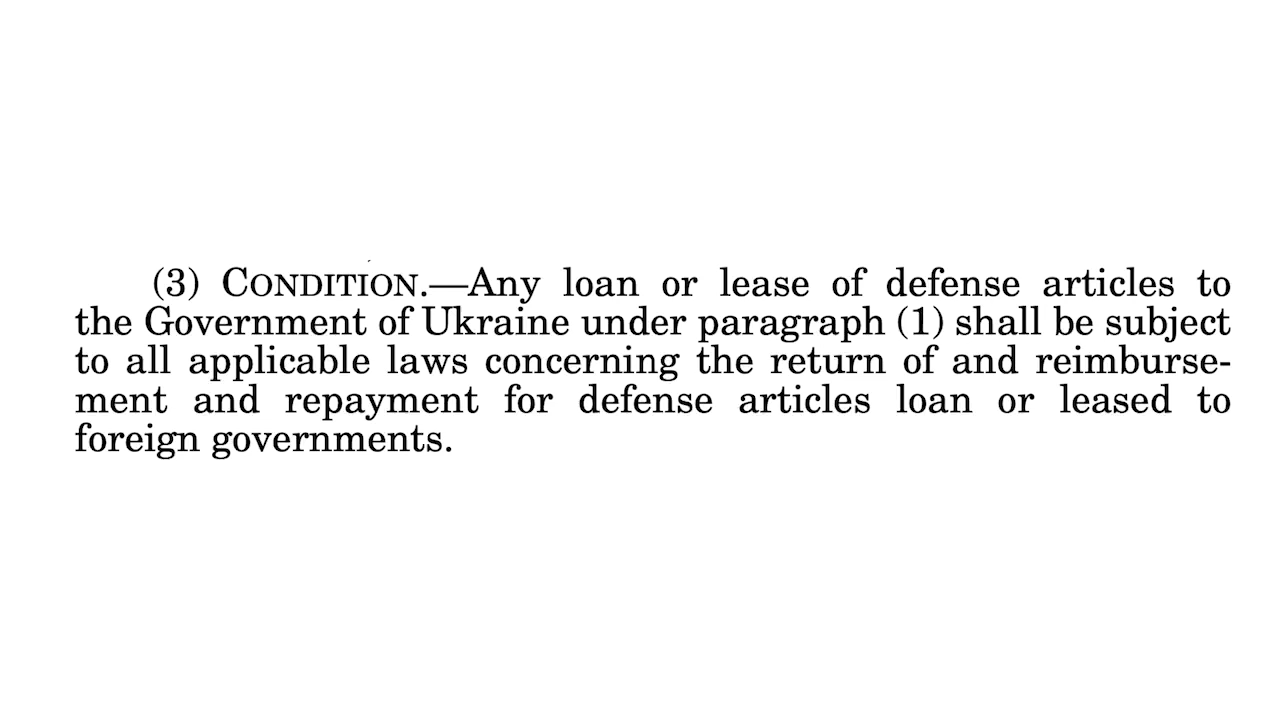 (3) CONDITION.—Any loan or lease of defense articles to
the Government of Ukraine under paragraph (1) shall be subject
to all applicable laws concerning the return of and reimburse-
ment and repayment for defense articles loan or leased to
foreign governments.